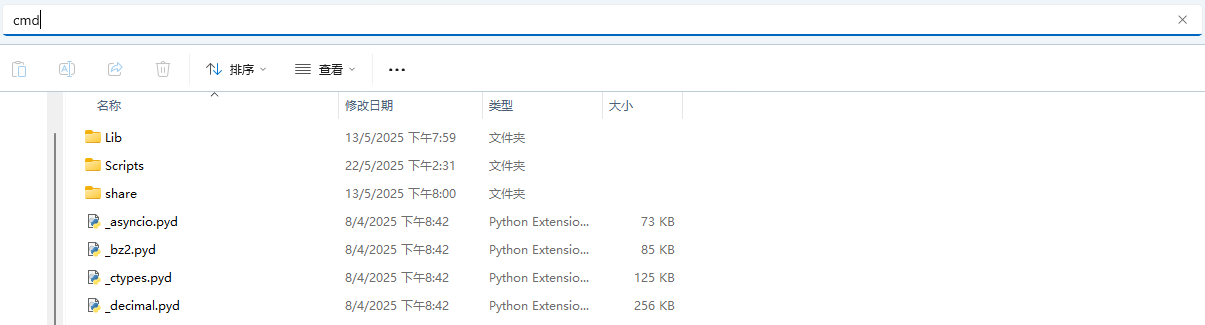 cmd
排序 查看
名称 修改日期 类型 大小
Lib 13/5/2025 下午7:59 文件夹
Scripts 22/5/2025 下午2:31 文件夹
share 13/5/2025 下午8:00 文件夹
_asyncio.pyd 8/4/2025 下午8:42 Python Extensio... 73 KB
_bz2.pyd 8/4/2025 下午8:42 Python Extensio... 85 KB
_ctypes.pyd 8/4/2025 下午8:42 Python Extensio... 125 KB
_decimal.pyd 8/4/2025 下午8:42 Python Extensio... 256 KB